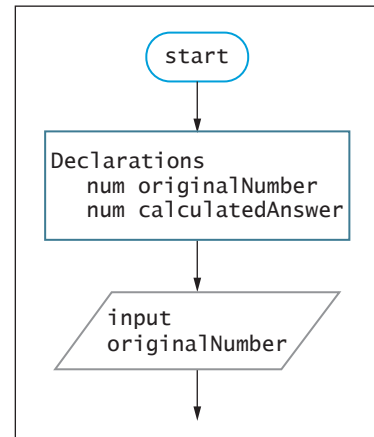 start
Declarations
num originalNumber
num calculatedAnswer
input
originalNumber